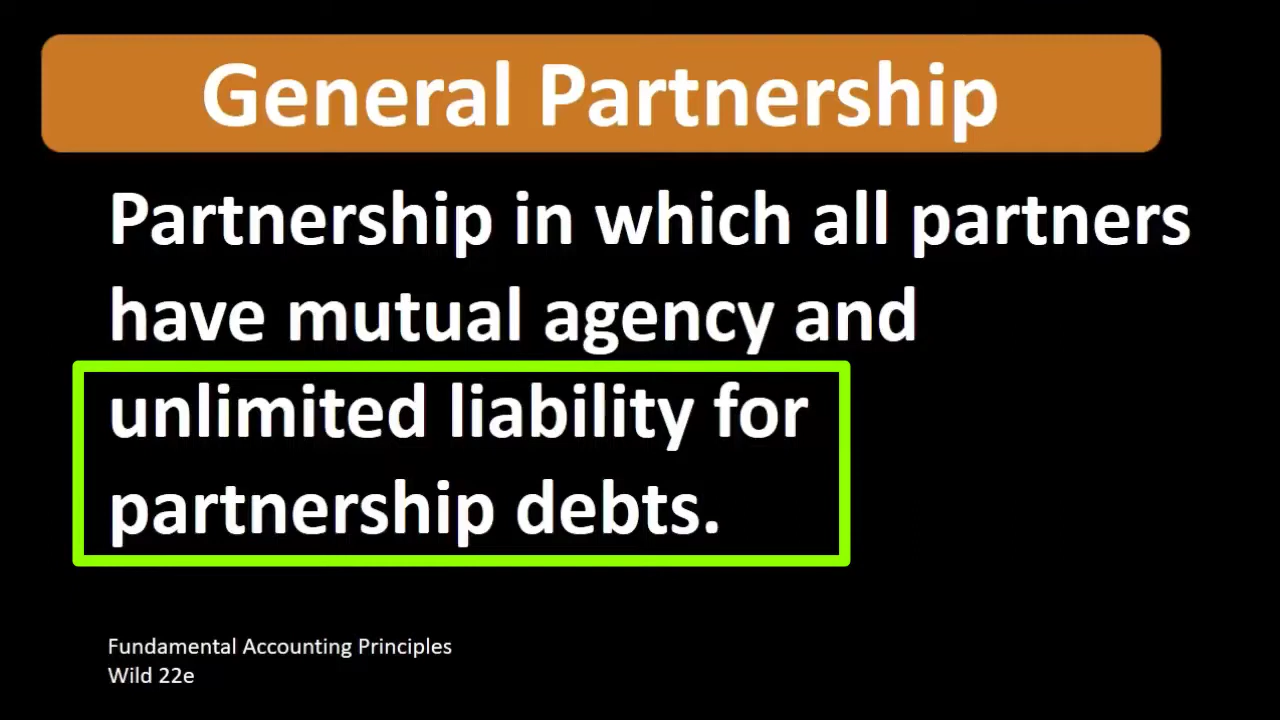 General Partnership
Partnership in which all partners
have mutual agency and
unlimited liability for
partnership debts.
Fundamental Accounting Principles
Wild 22e